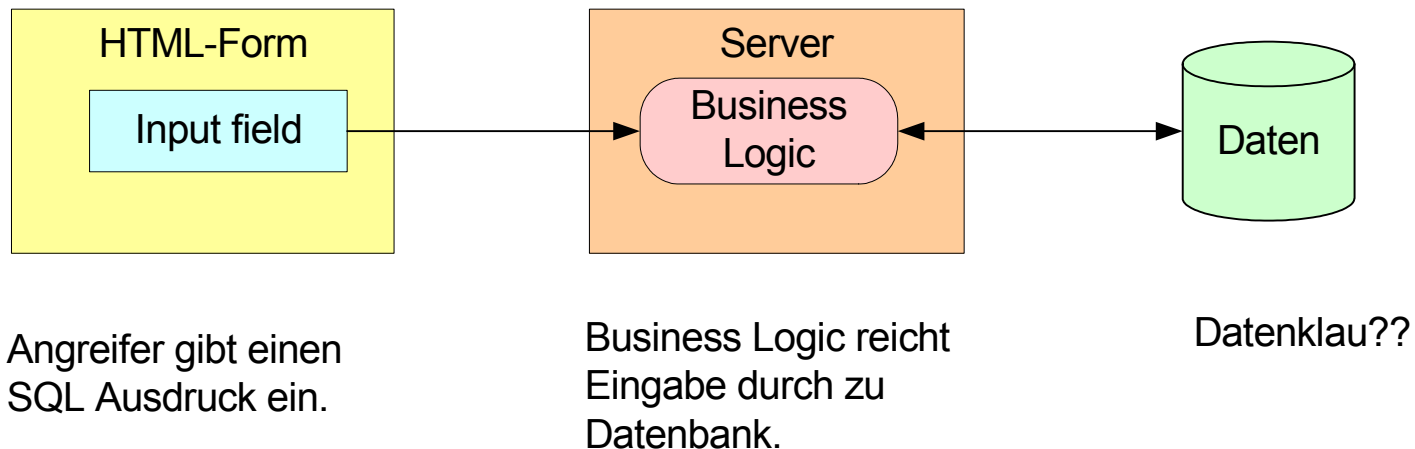 HTML-Form
Input field
Server
Business
Logic
Daten
Angreifer gibt einen
SQL Ausdruck ein.
Business Logic reicht
Eingabe durch zu
Datenbank.
Datenklau??